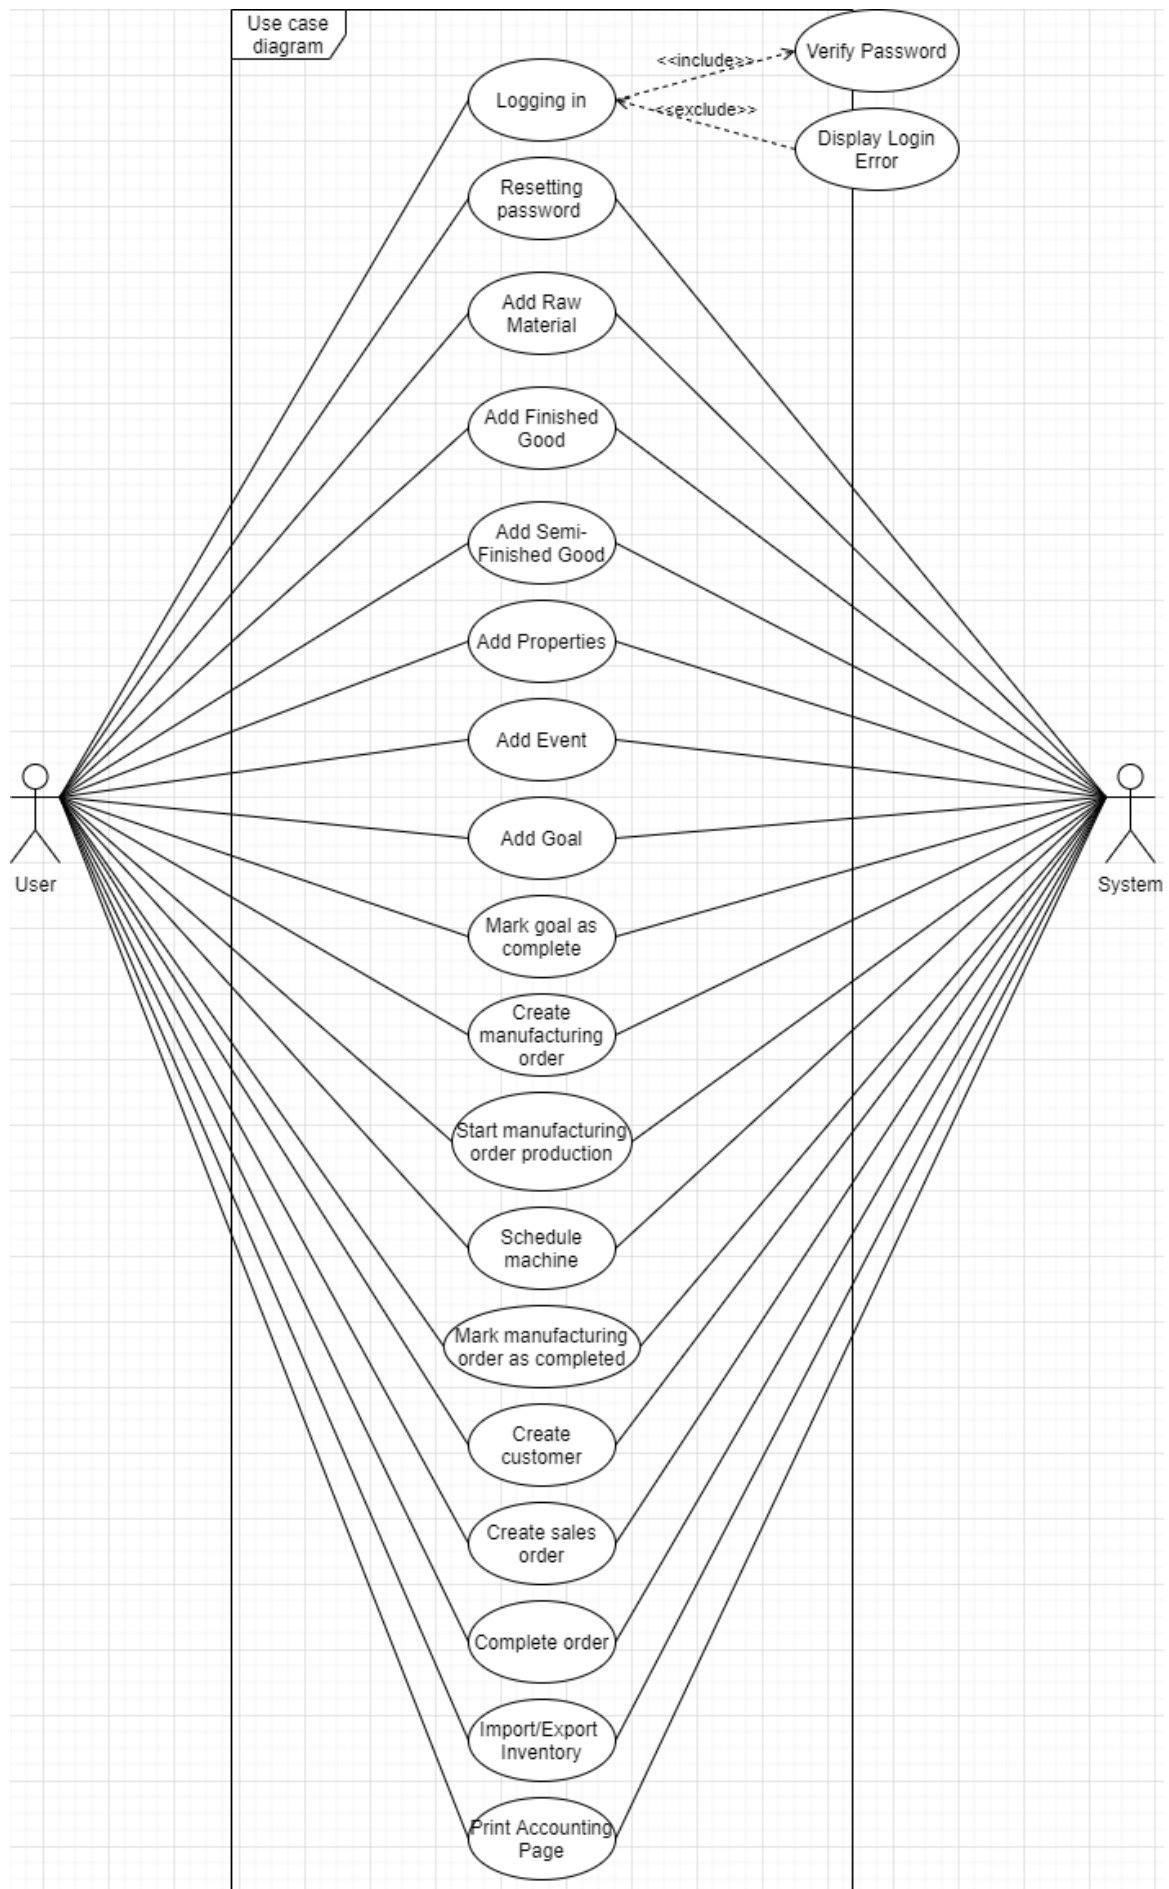 Use case
diagram
<<include>>
Verify Password
Logging in
<<exclude>>
Display Login
Error
Resetting
password
Add Raw
Material
Add Finished
Good
Add Semi-
Finished Good
Add Properties
Add Event
User
System
Add Goal
Mark goal as
complete
Create
manufacturing
order
Start manufacturing
order production
Schedule
machine
Mark manufacturing
order as completed
Create
customer
Create sales
order
Complete order
Import/Export
Inventory
Print Accounting
Page